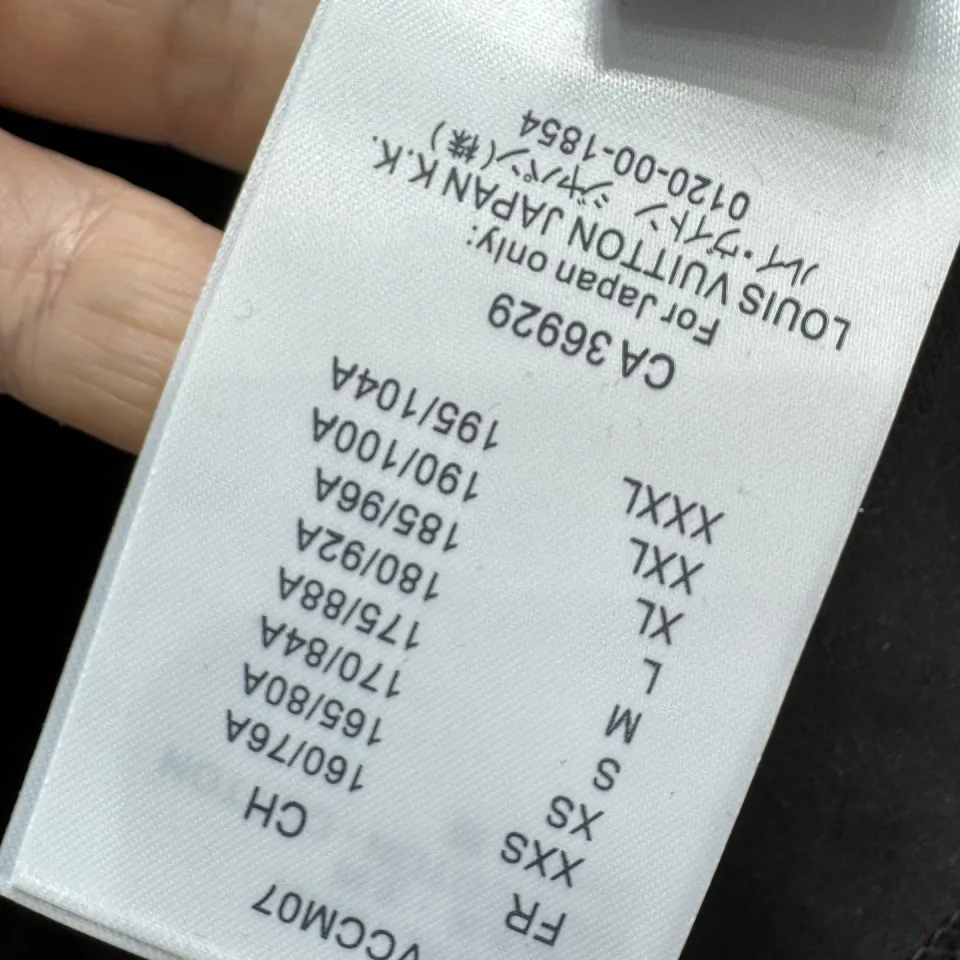 VCCM07
FR CH
XXS 160/76A
XS 165/80A
S 170/84A
M 175/88A
L 180/92A
XL 185/96A
XXL 190/100A
XXXL 195/104A
CA 36929
For Japan only:
LOUIS VUITTON JAPAN K.K.
ルイ・ヴィトン ジャパン(株)
0120-00-1854